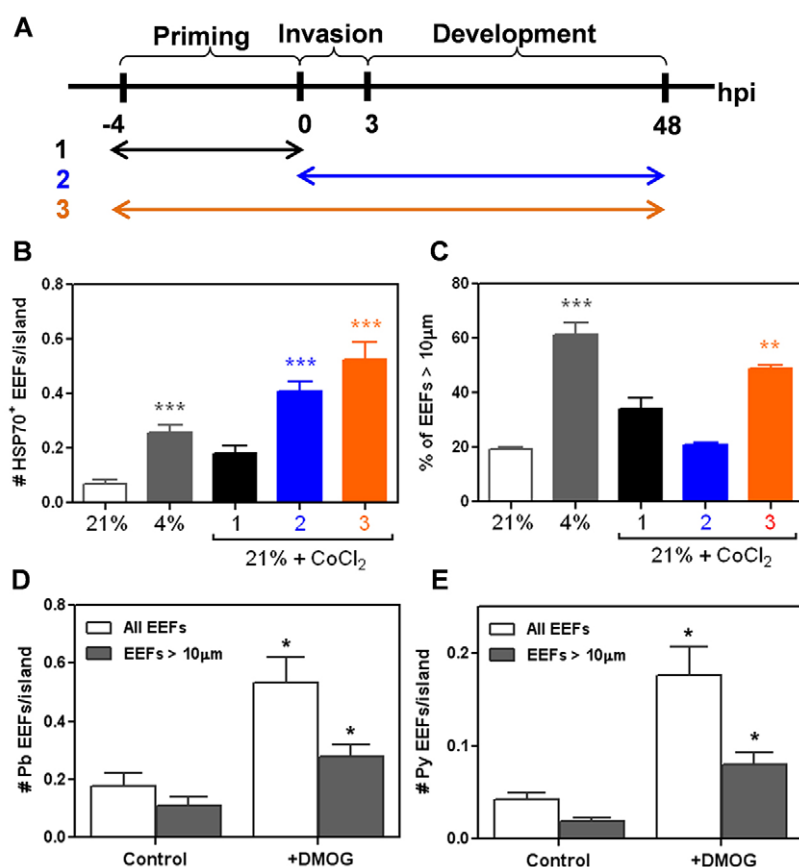 A
Priming Invasion Development
hpi
-4 0 3 48
1
2
3
B
# HSP70+ EEFs/island
0.8
0.6
0.4
0.2
0.0
***
***
***
21% 4% 1 2 3
21% + CoCl2
C
% of EEFs > 10μm
80
60
40
20
0
***
**
21% 4% 1 2 3
21% + CoCl2
D
# Pb EEFs/island
0.8
0.6
0.4
0.2
0.0
All EEFs
EEFs > 10μm
*
*
Control +DMOG
E
# Py EEFs/island
0.2
0.1
0.0
All EEFs
EEFs > 10μm
*
*
Control +DMOG